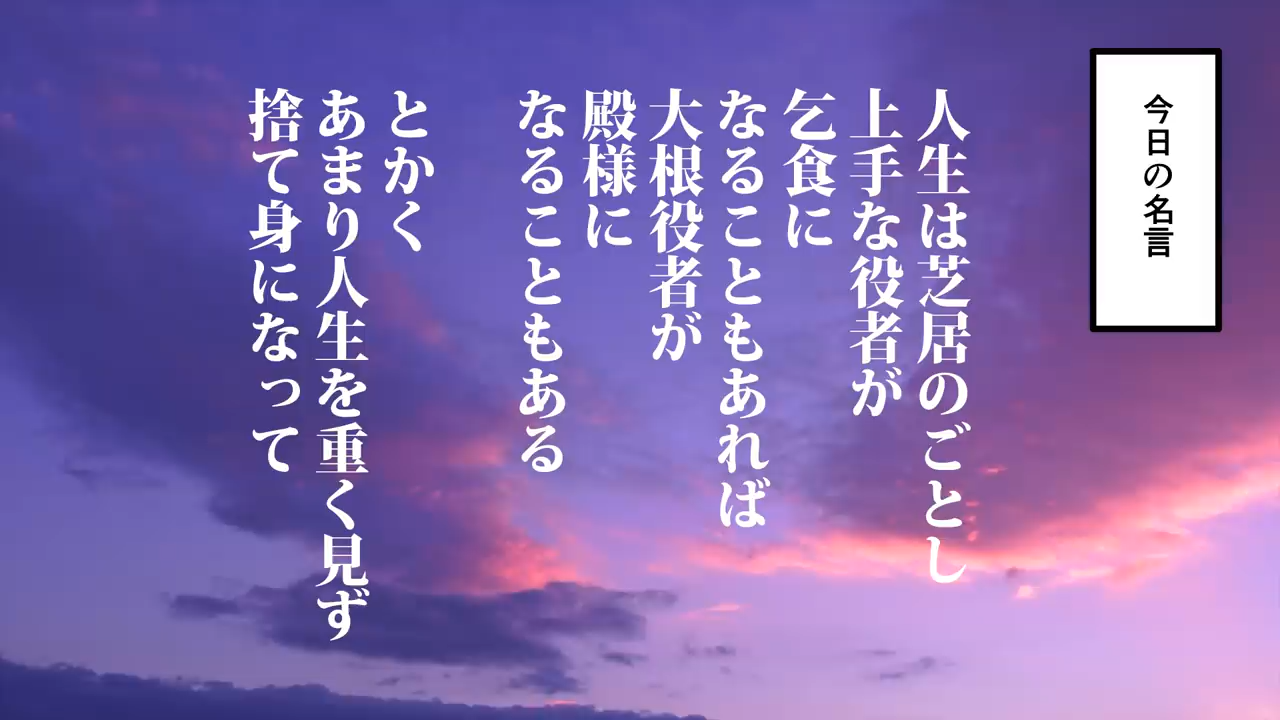 今日の名言
人生は芝居のごとし
上手な役者が
乞食に
なることもあれば
大根役者が
殿様に
なることもある
とかく
あまり人生を重く見ず
捨て身になって